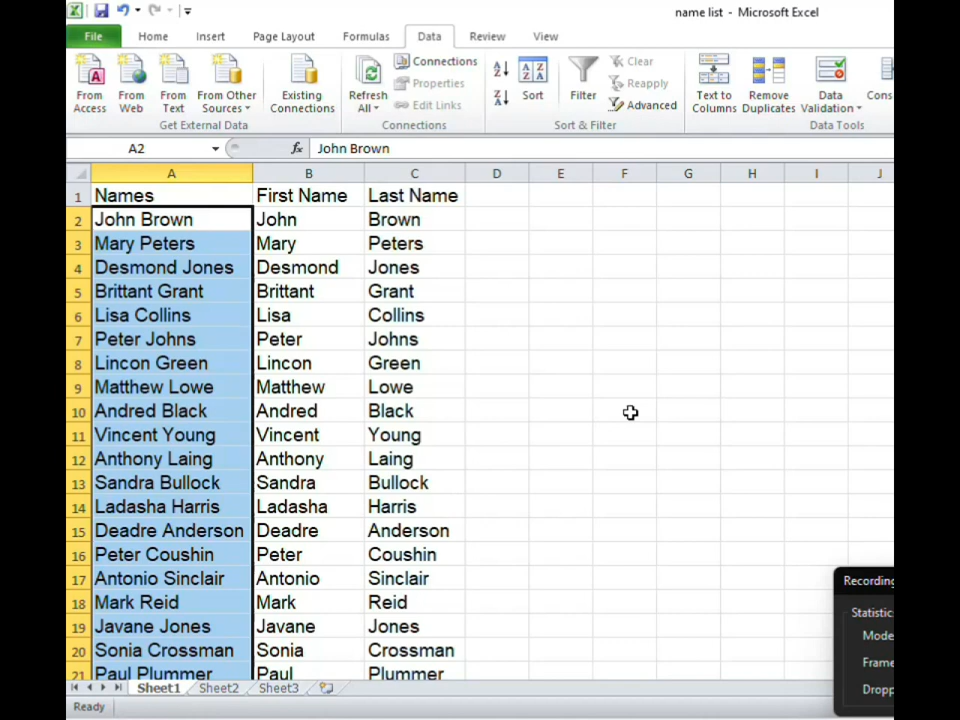 name list - Microsoft Excel
File Home Insert Page Layout Formulas Data Review View
From Access
From Web
From Text
From Other Sources
Existing Connections
Refresh All
Connections
Properties
Edit Links
Sort
Filter
Clear
Reapply
Advanced
Text to Columns
Remove Duplicates
Data Validation
Cons
Get External Data Connections Sort & Filter Data Tools
A2 fx John Brown
A B C D E F G H I J
1 Names First Name Last Name
2 John Brown John Brown
3 Mary Peters Mary Peters
4 Desmond Jones Desmond Jones
5 Brittant Grant Brittant Grant
6 Lisa Collins Lisa Collins
7 Peter Johns Peter Johns
8 Lincon Green Lincon Green
9 Matthew Lowe Matthew Lowe
10 Andred Black Andred Black
11 Vincent Young Vincent Young
12 Anthony Laing Anthony Laing
13 Sandra Bullock Sandra Bullock
14 Ladasha Harris Ladasha Harris
15 Deadre Anderson Deadre Anderson
16 Peter Coushin Peter Coushin
17 Antonio Sinclair Antonio Sinclair
18 Mark Reid Mark Reid
19 Javane Jones Javane Jones
20 Sonia Crossman Sonia Crossman
21 Paul Plummer Paul Plummer
Recording
Statistic
Mode
Frame
Dropp
Sheet1 Sheet2 Sheet3
Ready